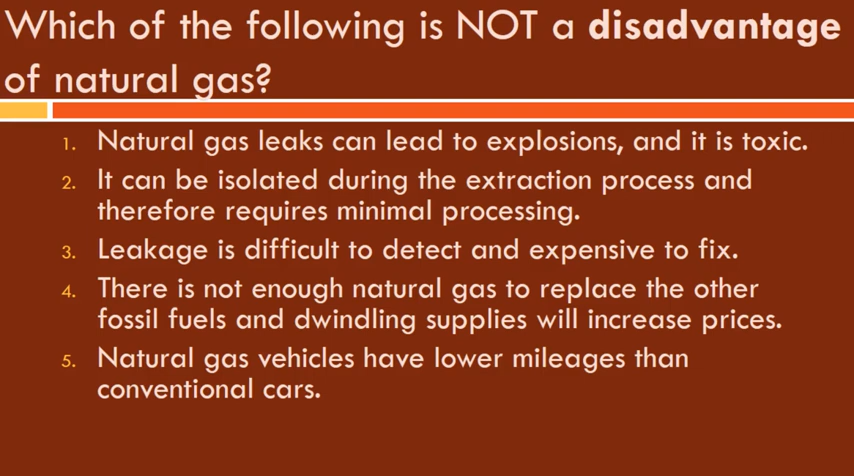 Which of the following is NOT a disadvantage
of natural gas?
1. Natural gas leaks can lead to explosions, and it is toxic.
2. It can be isolated during the extraction process and
therefore requires minimal processing.
3. Leakage is difficult to detect and expensive to fix.
4. There is not enough natural gas to replace the other
fossil fuels and dwindling supplies will increase prices.
5. Natural gas vehicles have lower mileages than
conventional cars.